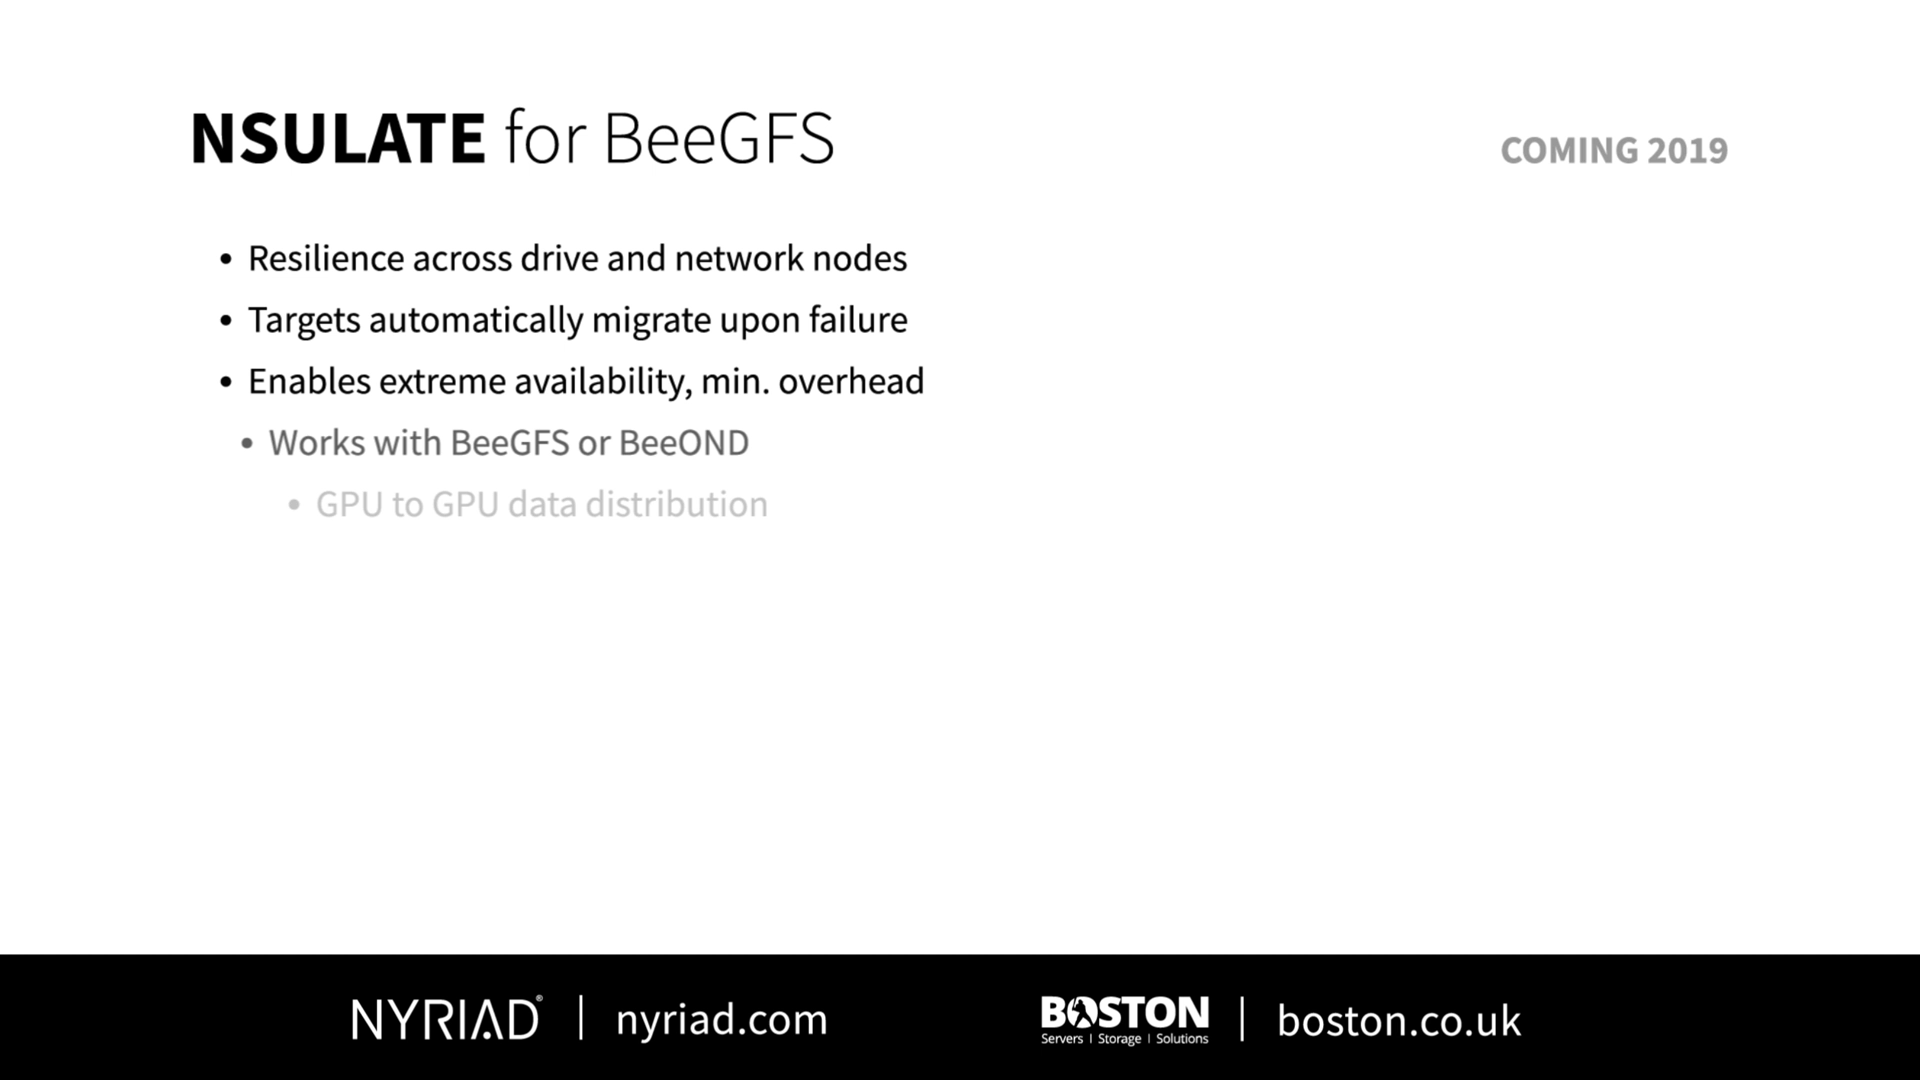 NSULATE for BeeGFS
COMING 2019
• Resilience across drive and network nodes
• Targets automatically migrate upon failure
• Enables extreme availability, min. overhead
• Works with BeeGFS or BeeOND
• GPU to GPU data distribution
NYRIAD® | nyriad.com
BOSTON | boston.co.uk
Servers | Storage | Solutions